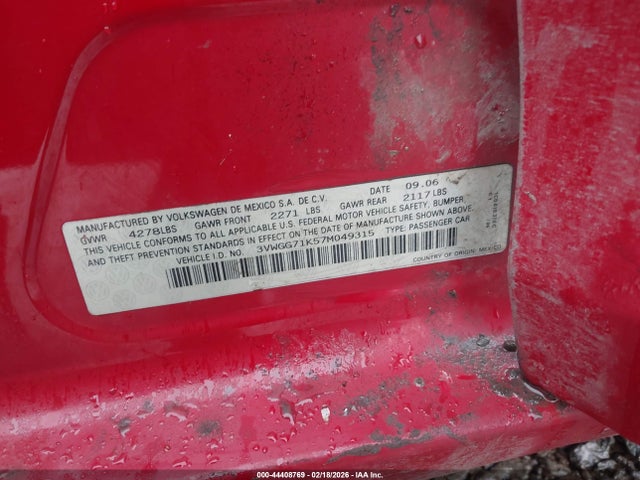 MANUFACTURED BY VOLKSWAGEN DE MEXICO S.A. DE C.V. DATE 09.06
GVWR 4278LBS GAWR FRONT 2271 LBS GAWR REAR 2117LBS
THIS VEHICLE CONFORMS TO ALL APPLICABLE U.S. FEDERAL MOTOR VEHICLE SAFETY, BUMPER,
AND THEFT PREVENTION STANDARDS IN EFFECT ON THE DATE OF MANUFACTURE SHOWN ABOVE.
VEHICLE I.D. NO. 3VWGG71K57M049315 TYPE: PASSENGER CAR
COUNTRY OF ORIGIN: MEXICO
000-44408769 - 02/18/2026 - IAA Inc.